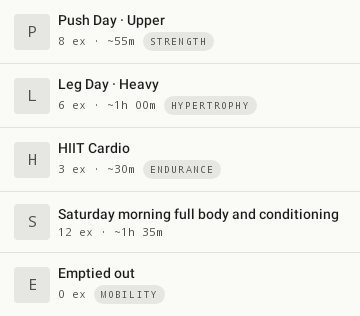 P
Push Day · Upper
8 ex · ~55m STRENGTH
L
Leg Day · Heavy
6 ex · ~1h 00m HYPERTROPHY
H
HIIT Cardio
3 ex · ~30m ENDURANCE
S
Saturday morning full body and conditioning
12 ex · ~1h 35m
E
Emptied out
0 ex MOBILITY